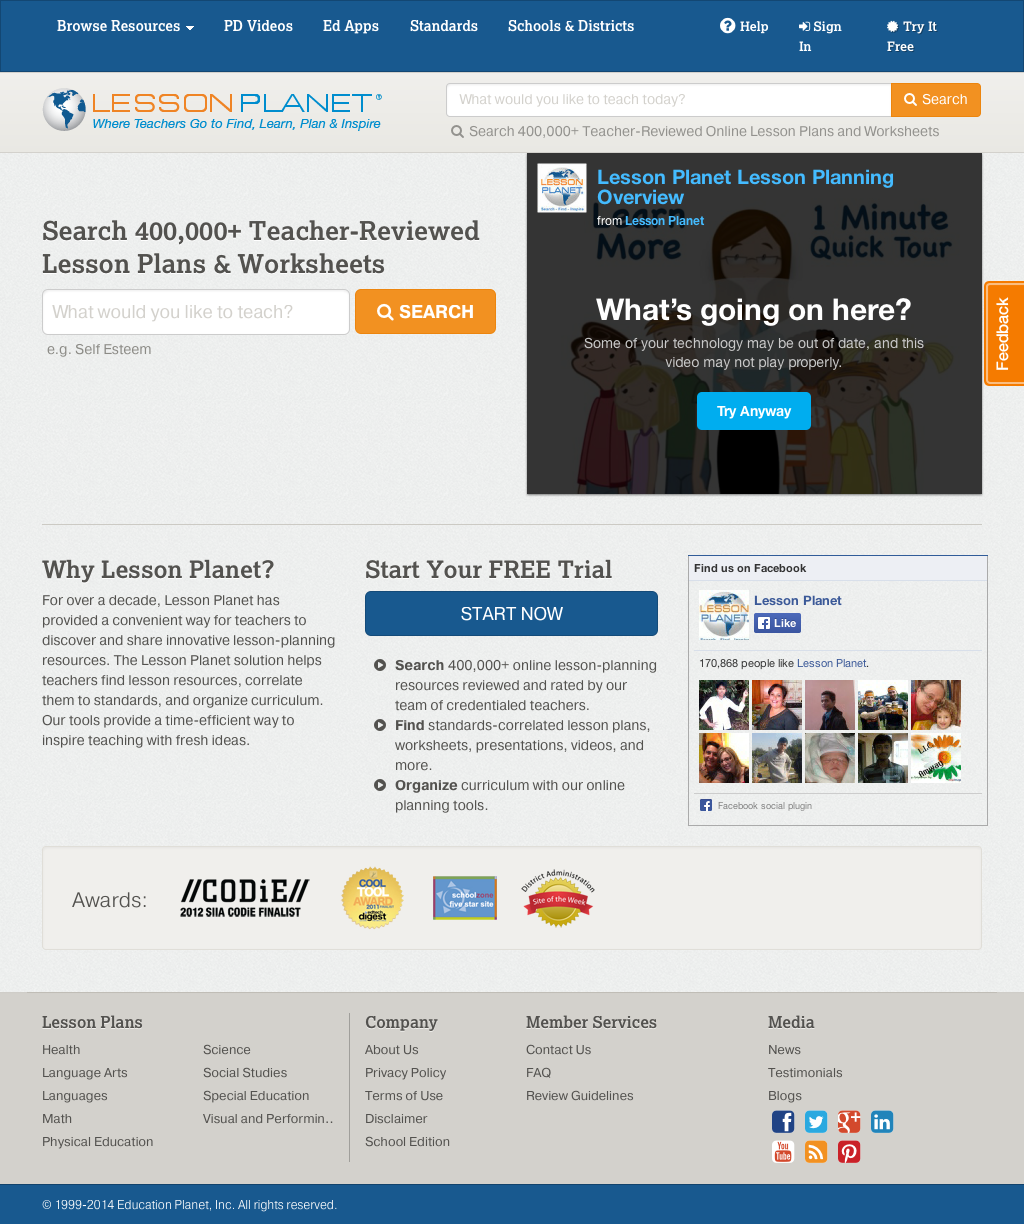 Browse Resources
PD Videos
Ed Apps
Standards
Schools & Districts
Help
Sign
In
Try It
Free
LESSON PLANET®
Where Teachers Go to Find, Learn, Plan & Inspire
What would you like to teach today?
Search
Search 400,000+ Teacher-Reviewed Online Lesson Plans and Worksheets
Search 400,000+ Teacher-Reviewed
Lesson Plans & Worksheets
What would you like to teach?
SEARCH
e.g. Self Esteem
LESSON
PLANET
Search - Find - Inspire
Lesson Planet Lesson Planning
Overview
from Lesson Planet
Learn
More
1 Minute
Quick Tour
What's going on here?
Some of your technology may be out of date, and this
video may not play properly.
Try Anyway
Feedback
Why Lesson Planet?
For over a decade, Lesson Planet has
provided a convenient way for teachers to
discover and share innovative lesson-planning
resources. The Lesson Planet solution helps
teachers find lesson resources, correlate
them to standards, and organize curriculum.
Our tools provide a time-efficient way to
inspire teaching with fresh ideas.
Start Your FREE Trial
START NOW
Search 400,000+ online lesson-planning
resources reviewed and rated by our
team of credentialed teachers.
Find standards-correlated lesson plans,
worksheets, presentations, videos, and
more.
Organize curriculum with our online
planning tools.
Find us on Facebook
LESSON
PLANET
Lesson Planet
Like
170,868 people like Lesson Planet.
Amway
Facebook social plugin
Awards:
//CODiE//
2012 SIIA CODIE FINALIST
COOL
TOOL
AWARD
2011 FINALIST
edtech
digest
schoolzone
five star site
District Administration
Site of the Week
Lesson Plans
Health
Language Arts
Languages
Math
Physical Education
Science
Social Studies
Special Education
Visual and Performin..
Company
About Us
Privacy Policy
Terms of Use
Disclaimer
School Edition
Member Services
Contact Us
FAQ
Review Guidelines
Media
News
Testimonials
Blogs
You
Tube
© 1999-2014 Education Planet, Inc. All rights reserved.